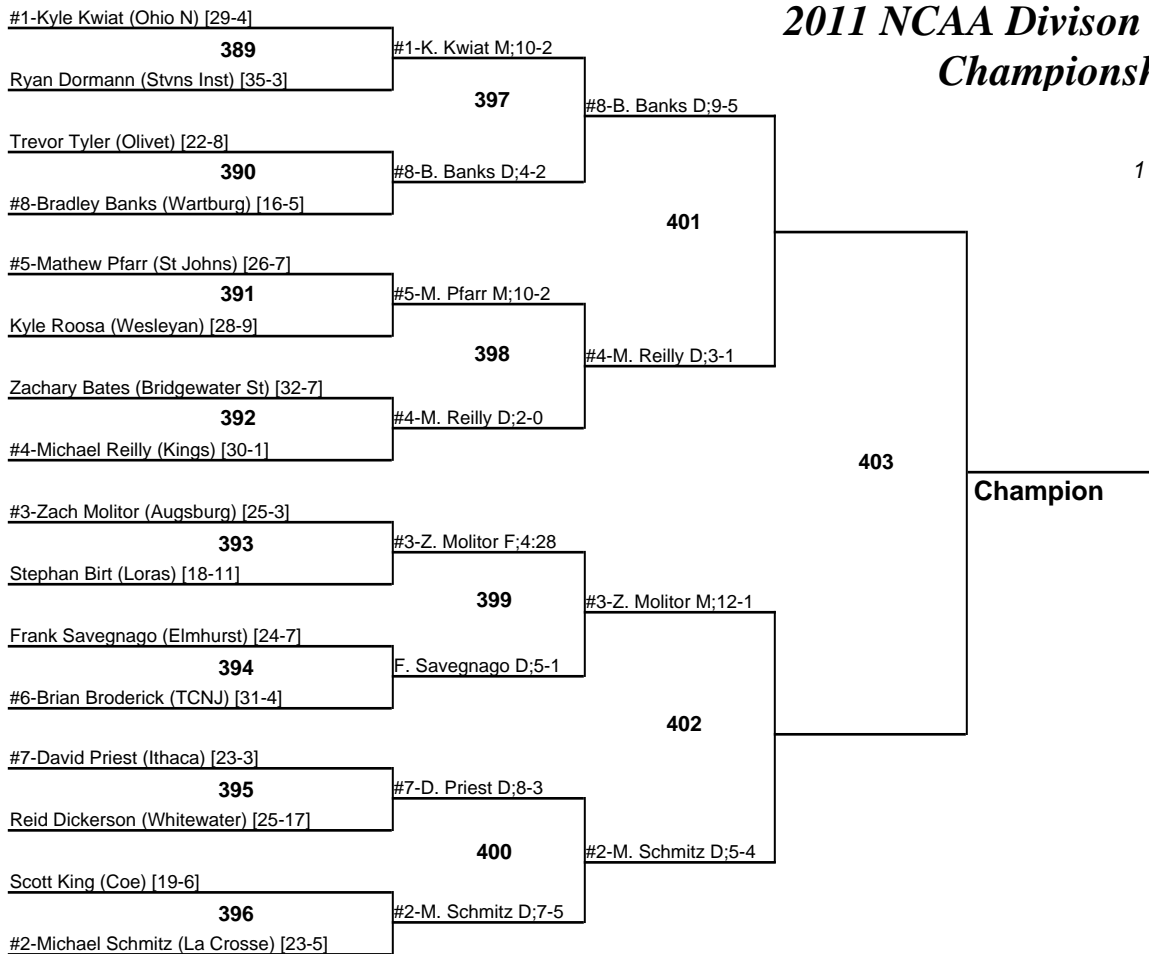 2011 NCAA Divison
Championsh
1
#1-Kyle Kwiat (Ohio N) [29-4]
389
Ryan Dormann (Stvns Inst) [35-3]
#1-K. Kwiat M;10-2
397
Trevor Tyler (Olivet) [22-8]
390
#8-Bradley Banks (Wartburg) [16-5]
#8-B. Banks D;4-2
#8-B. Banks D;9-5
401
#5-Mathew Pfarr (St Johns) [26-7]
391
Kyle Roosa (Wesleyan) [28-9]
#5-M. Pfarr M;10-2
398
Zachary Bates (Bridgewater St) [32-7]
392
#4-Michael Reilly (Kings) [30-1]
#4-M. Reilly D;2-0
#4-M. Reilly D;3-1
403
Champion
#3-Zach Molitor (Augsburg) [25-3]
393
Stephan Birt (Loras) [18-11]
#3-Z. Molitor F;4:28
399
Frank Savegnago (Elmhurst) [24-7]
394
#6-Brian Broderick (TCNJ) [31-4]
F. Savegnago D;5-1
#3-Z. Molitor M;12-1
402
#7-David Priest (Ithaca) [23-3]
395
Reid Dickerson (Whitewater) [25-17]
#7-D. Priest D;8-3
400
Scott King (Coe) [19-6]
396
#2-Michael Schmitz (La Crosse) [23-5]
#2-M. Schmitz D;7-5
#2-M. Schmitz D;5-4